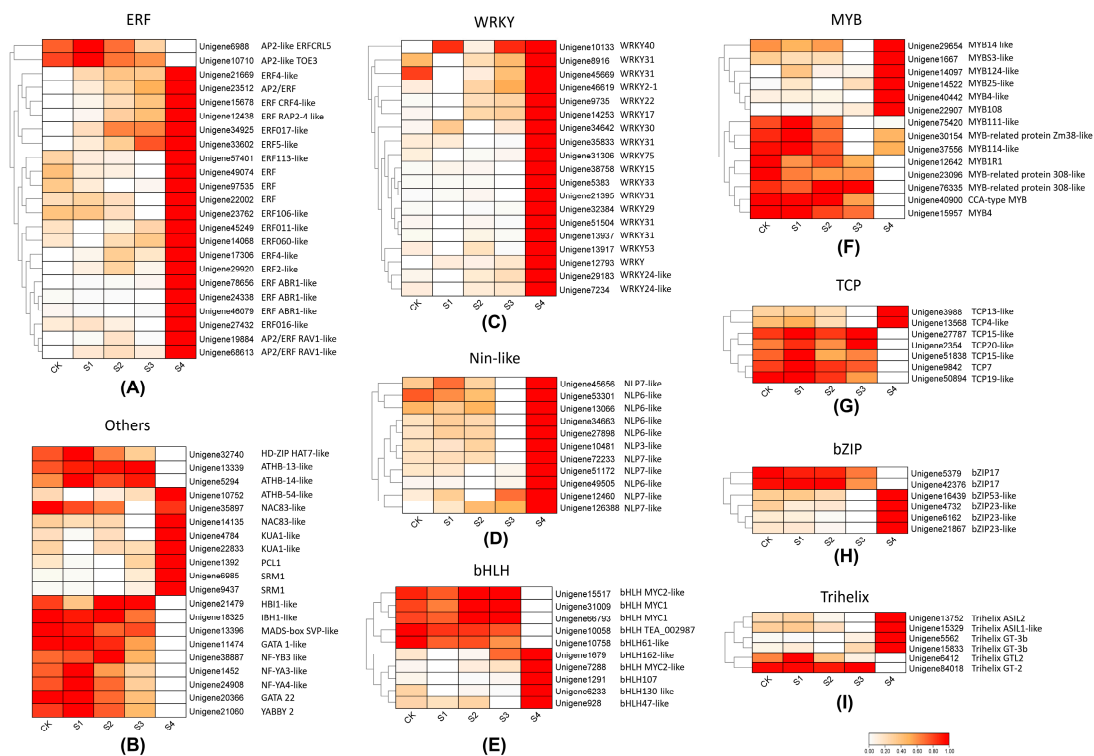 ERF
Unigene6988 AP2-like ERFCRL5
Unigene10710 AP2-like TOE3
Unigene21669 ERF4-like
Unigene23512 AP2/ERF
Unigene15678 ERF CRF4-like
Unigene12438 ERF RAP2-4-like
Unigene34925 ERF017-like
Unigene33602 ERF5-like
Unigene57401 ERF113-like
Unigene49074 ERF
Unigene97535 ERF
Unigene22002 ERF
Unigene23762 ERF106-like
Unigene45249 ERF011-like
Unigene14068 ERF060-like
Unigene17306 ERF4-like
Unigene29920 ERF2-like
Unigene78656 ERF ABR1-like
Unigene24338 ERF ABR1-like
Unigene46079 ERF ABR1-like
Unigene27432 ERF016-like
Unigene19884 AP2/ERF RAV1-like
Unigene68613 AP2/ERF RAV1-like
CK S1 S2 S3 S4
(A)
Others
Unigene32740 HD-ZIP HAT7-like
Unigene13339 ATHB-13-like
Unigene5294 ATHB-14-like
Unigene10752 ATHB-54-like
Unigene35897 NAC83-like
Unigene14135 NAC83-like
Unigene4784 KUA1-like
Unigene22833 KUA1-like
Unigene1392 PCL1
Unigene6985 SRM1
Unigene9437 SRM1
Unigene21479 HBI1-like
Unigene18325 IBH1-like
Unigene13396 MADS-box SVP-like
Unigene11474 GATA 1-like
Unigene38887 NF-YB3 like
Unigene1452 NF-YA3-like
Unigene24908 NF-YA4-like
Unigene20366 GATA 22
Unigene21060 YABBY 2
CK S1 S2 S3 S4
(B)
WRKY
Unigene10133 WRKY40
Unigene8916 WRKY31
Unigene45669 WRKY31
Unigene46619 WRKY2-1
Unigene9735 WRKY22
Unigene14253 WRKY17
Unigene34642 WRKY30
Unigene35833 WRKY31
Unigene31306 WRKY75
Unigene38758 WRKY15
Unigene5383 WRKY33
Unigene21395 WRKY31
Unigene32384 WRKY29
Unigene51504 WRKY31
Unigene13937 WRKY31
Unigene13917 WRKY53
Unigene12793 WRKY
Unigene29183 WRKY24-like
Unigene7234 WRKY24-like
CK S1 S2 S3 S4
(C)
Nin-like
Unigene45656 NLP7-like
Unigene53301 NLP6-like
Unigene13066 NLP6-like
Unigene34663 NLP6-like
Unigene27898 NLP6-like
Unigene10481 NLP3-like
Unigene72233 NLP7-like
Unigene51172 NLP7-like
Unigene49505 NLP6-like
Unigene12460 NLP7-like
Unigene126388 NLP7-like
CK S1 S2 S3 S4
(D)
bHLH
Unigene15517 bHLH MYC2-like
Unigene31009 bHLH MYC1
Unigene66793 bHLH MYC1
Unigene10058 bHLH TEA_002987
Unigene10758 bHLH61-like
Unigene1679 bHLH162-like
Unigene7288 bHLH MYC2-like
Unigene1291 bHLH107
Unigene6233 bHLH130-like
Unigene928 bHLH47-like
CK S1 S2 S3 S4
(E)
MYB
Unigene29654 MYB14-like
Unigene1667 MYBS3-like
Unigene14097 MYB124-like
Unigene14522 MYB25-like
Unigene40442 MYB4-like
Unigene22907 MYB108
Unigene75420 MYB111-like
Unigene30154 MYB-related protein Zm38-like
Unigene37556 MYB114-like
Unigene12642 MYB1R1
Unigene23096 MYB-related protein 308-like
Unigene76335 MYB-related protein 308-like
Unigene40900 CCA-type MYB
Unigene15957 MYB4
CK S1 S2 S3 S4
(F)
TCP
Unigene3988 TCP13-like
Unigene13568 TCP4-like
Unigene27787 TCP15-like
Unigene2354 TCP20-like
Unigene51838 TCP15-like
Unigene9842 TCP7
Unigene50894 TCP19-like
CK S1 S2 S3 S4
(G)
bZIP
Unigene5379 bZIP17
Unigene42376 bZIP17
Unigene16439 bZIP53-like
Unigene4732 bZIP23-like
Unigene6162 bZIP23-like
Unigene21867 bZIP23-like
CK S1 S2 S3 S4
(H)
Trihelix
Unigene13752 Trihelix ASIL2
Unigene15329 Trihelix ASIL1-like
Unigene5562 Trihelix GT-3b
Unigene15833 Trihelix GT-3b
Unigene6412 Trihelix GTL2
Unigene84018 Trihelix GT-2
CK S1 S2 S3 S4
(I)
0.00 0.20 0.40 0.60 0.80 1.00